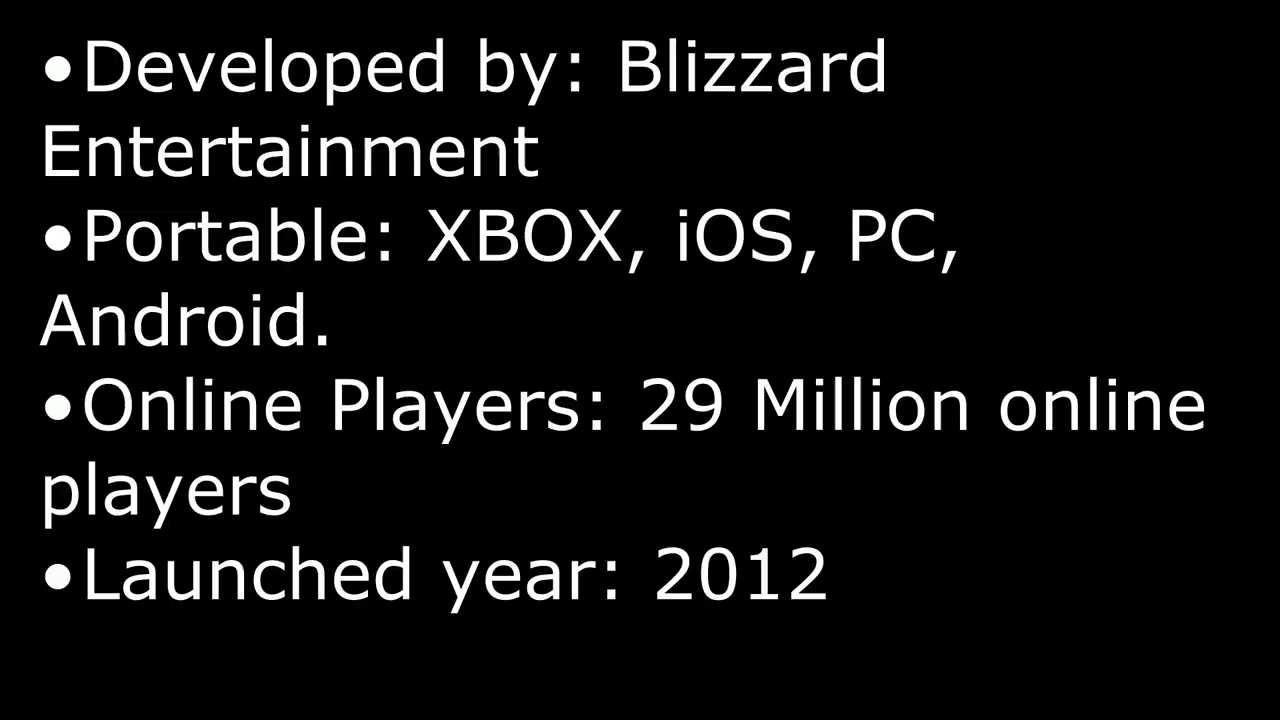 •Developed by: Blizzard
Entertainment
•Portable: XBOX, iOS, PC,
Android.
•Online Players: 29 Million online
players
•Launched year: 2012